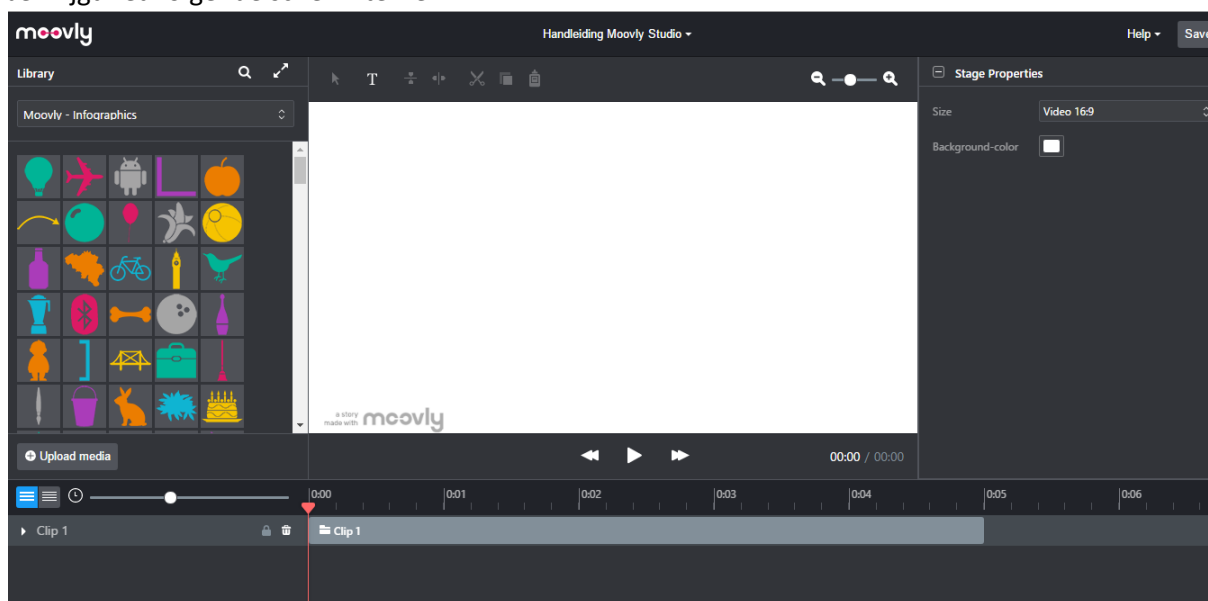 moovly
Handleiding Moovly Studio
Help
Save
Library
Stage Properties
T
Moovly - Infographics
Size
Video 16:9
Background-color
a story
made with moovly
Upload media
00:00 / 00:00
0:00 0:01 0:02 0:03 0:04 0:05 0:06
Clip 1
Clip 1